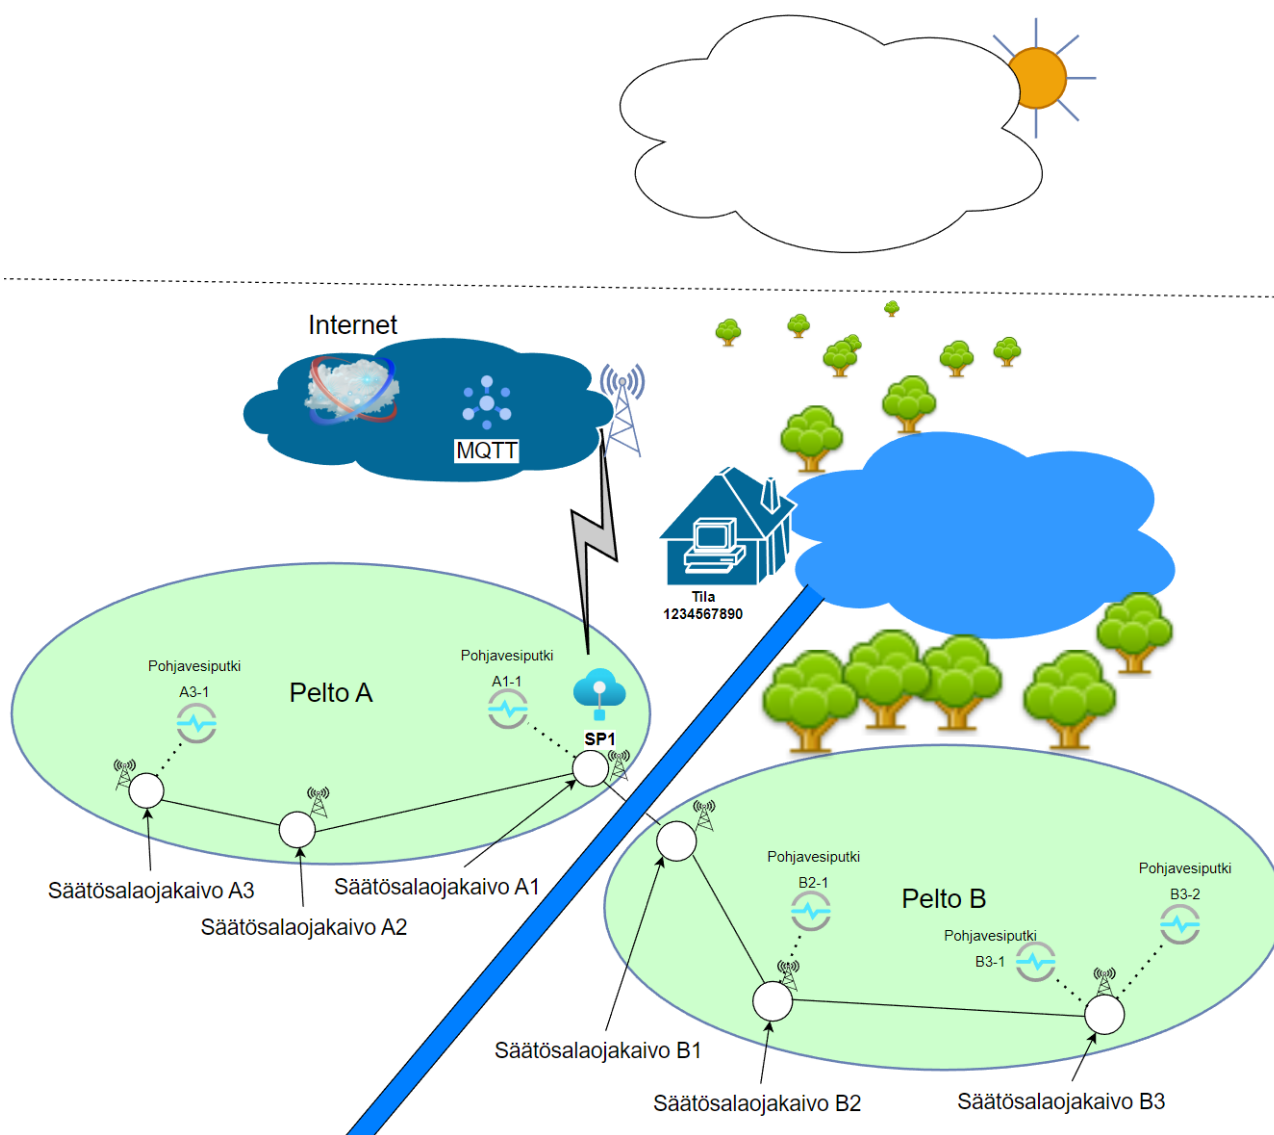 Internet
MQTT
Tila
1234567890
Pohjavesiputki
A3-1
Pelto A
Pohjavesiputki
A1-1
SP1
Säätösalaojakaivo A3
Säätösalaojakaivo A2
Säätösalaojakaivo A1
Pohjavesiputki
B2-1
Pelto B
Pohjavesiputki
B3-2
Pohjavesiputki
B3-1
Säätösalaojakaivo B1
Säätösalaojakaivo B2
Säätösalaojakaivo B3